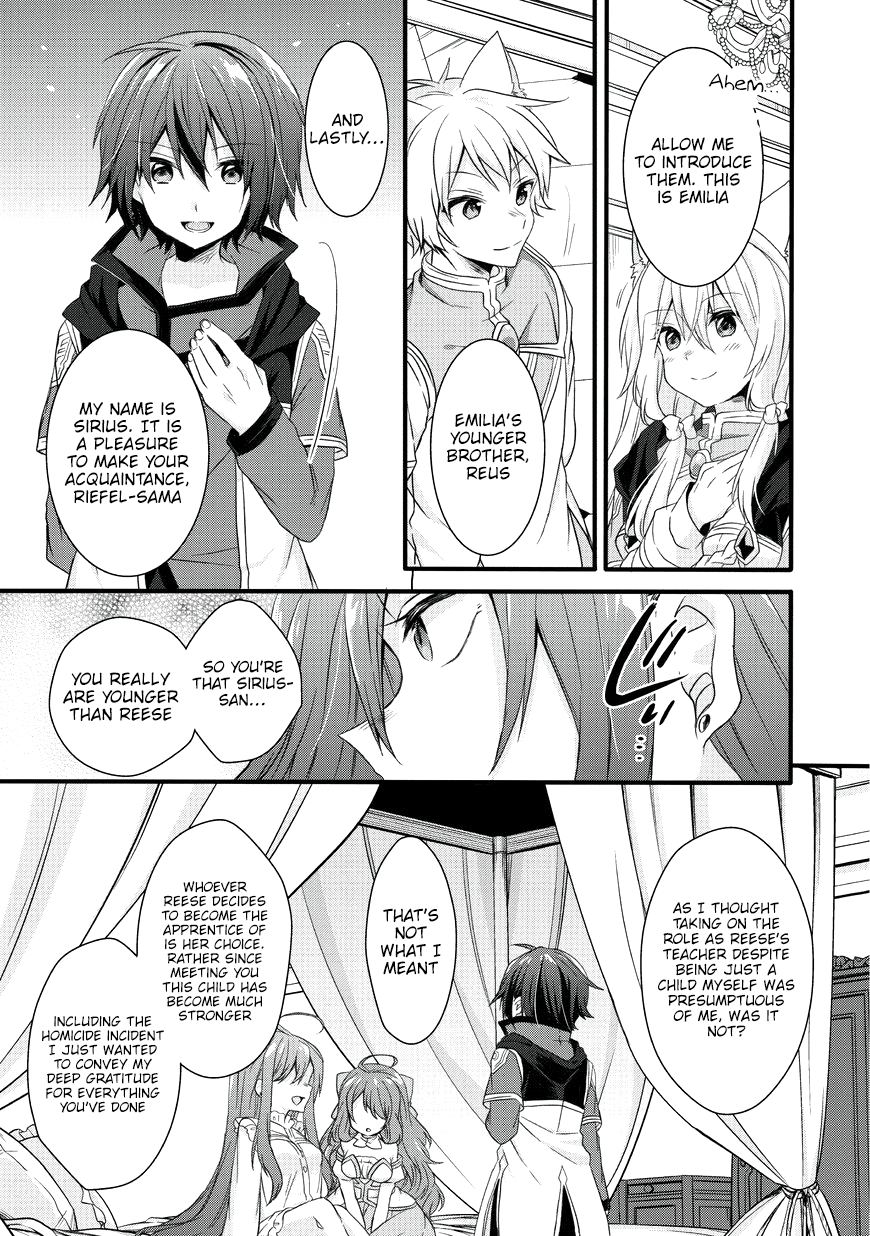 Ahem...
ALLOW ME
TO INTRODUCE
THEM. THIS
IS EMILIA
EMILIA'S
YOUNGER
BROTHER,
REUS
AND
LASTLY...
MY NAME IS
SIRIUS. IT IS
A PLEASURE
TO MAKE YOUR
ACQUAINTANCE,
RIEFEL-SAMA
じー…
SO YOU'RE
THAT SIRIUS-
SAN...
YOU REALLY
ARE YOUNGER
THAN REESE
AS I THOUGHT
TAKING ON THE
ROLE AS REESE'S
TEACHER DESPITE
BEING JUST A
CHILD MYSELF WAS
PRESUMPTUOUS
OF ME, WAS IT
NOT?
THAT'S
NOT
WHAT I
MEANT
WHOEVER
REESE DECIDES
TO BECOME THE
APPRENTICE OF
IS HER CHOICE.
RATHER SINCE
MEETING YOU
THIS CHILD HAS
BECOME MUCH
STRONGER
INCLUDING THE
HOMICIDE INCIDENT
I JUST WANTED
TO CONVEY MY
DEEP GRATITUDE
FOR EVERYTHING
YOU'VE DONE